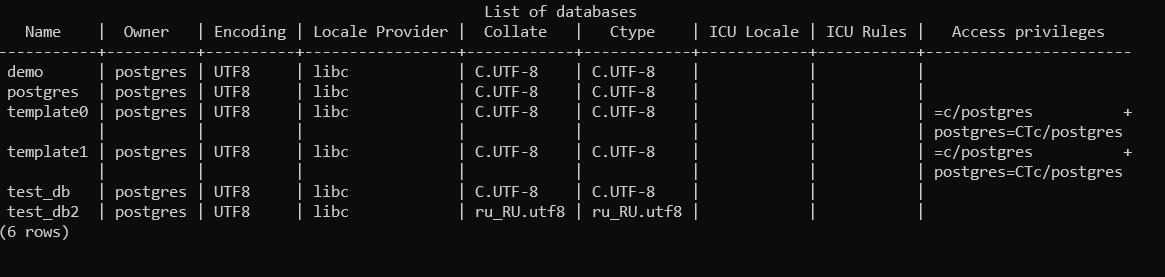 List of databases
   Name    |  Owner   | Encoding | Locale Provider |  Collate   |   Ctype    | ICU Locale | ICU Rules |   Access privileges
-----------+----------+----------+-----------------+------------+------------+------------+-----------+-----------------------
 demo      | postgres | UTF8     | libc            | C.UTF-8    | C.UTF-8    |            |           |
 postgres  | postgres | UTF8     | libc            | C.UTF-8    | C.UTF-8    |            |           |
 template0 | postgres | UTF8     | libc            | C.UTF-8    | C.UTF-8    |            |           | =c/postgres          +
           |          |          |                 |            |            |            |           | postgres=CTc/postgres
 template1 | postgres | UTF8     | libc            | C.UTF-8    | C.UTF-8    |            |           | =c/postgres          +
           |          |          |                 |            |            |            |           | postgres=CTc/postgres
 test_db   | postgres | UTF8     | libc            | C.UTF-8    | C.UTF-8    |            |           |
 test_db2  | postgres | UTF8     | libc            | ru_RU.utf8 | ru_RU.utf8 |            |           |
(6 rows)